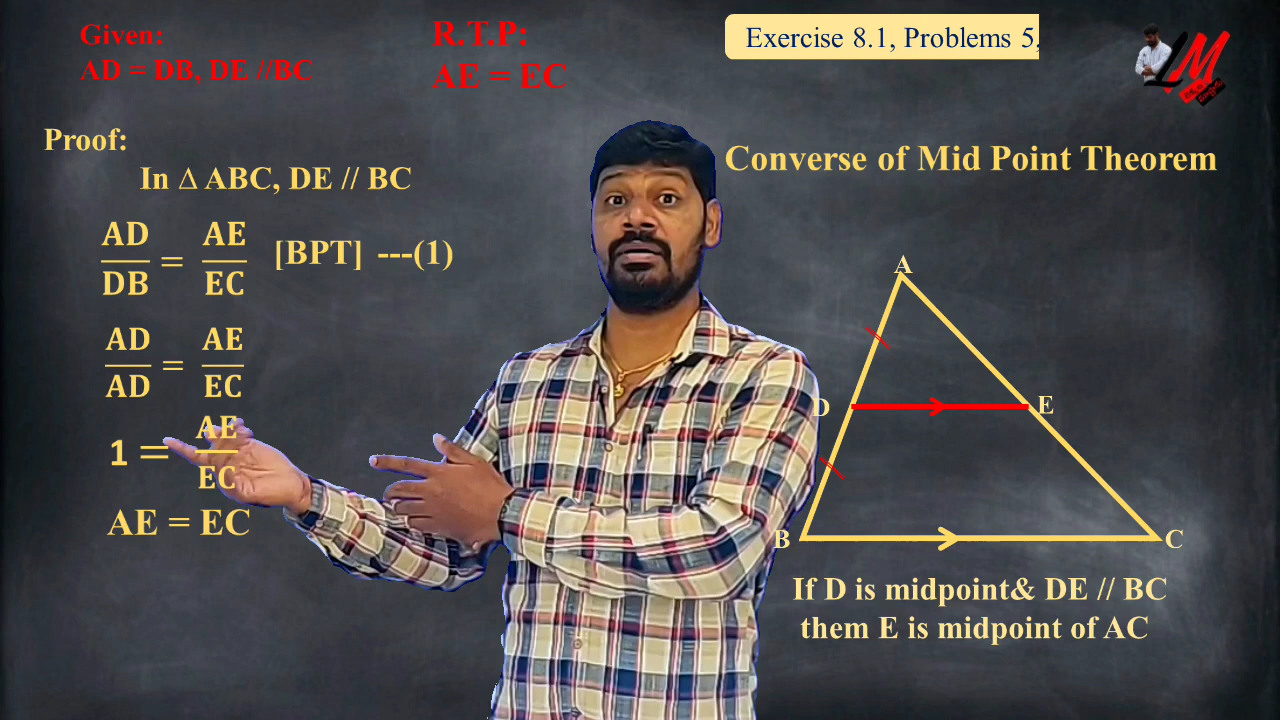 Given:
AD = DB, DE //BC
R.T.P:
AE = EC
Exercise 8.1, Problems 5,
LM
Proof:
In Δ ABC, DE // BC
AD/DB = AE/EC [BPT] ---(1)
AD/AD = AE/EC
1 = AE/EC
AE = EC
Converse of Mid Point Theorem
A
D E
B C
If D is midpoint& DE // BC
them E is midpoint of AC